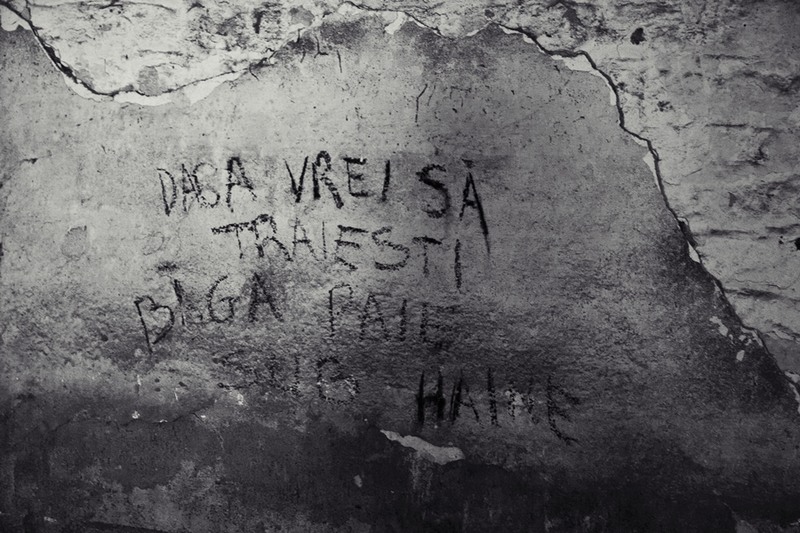 DACA VREI SĂ
TRAIESTI
BAGA PAIE
SUB HAINE